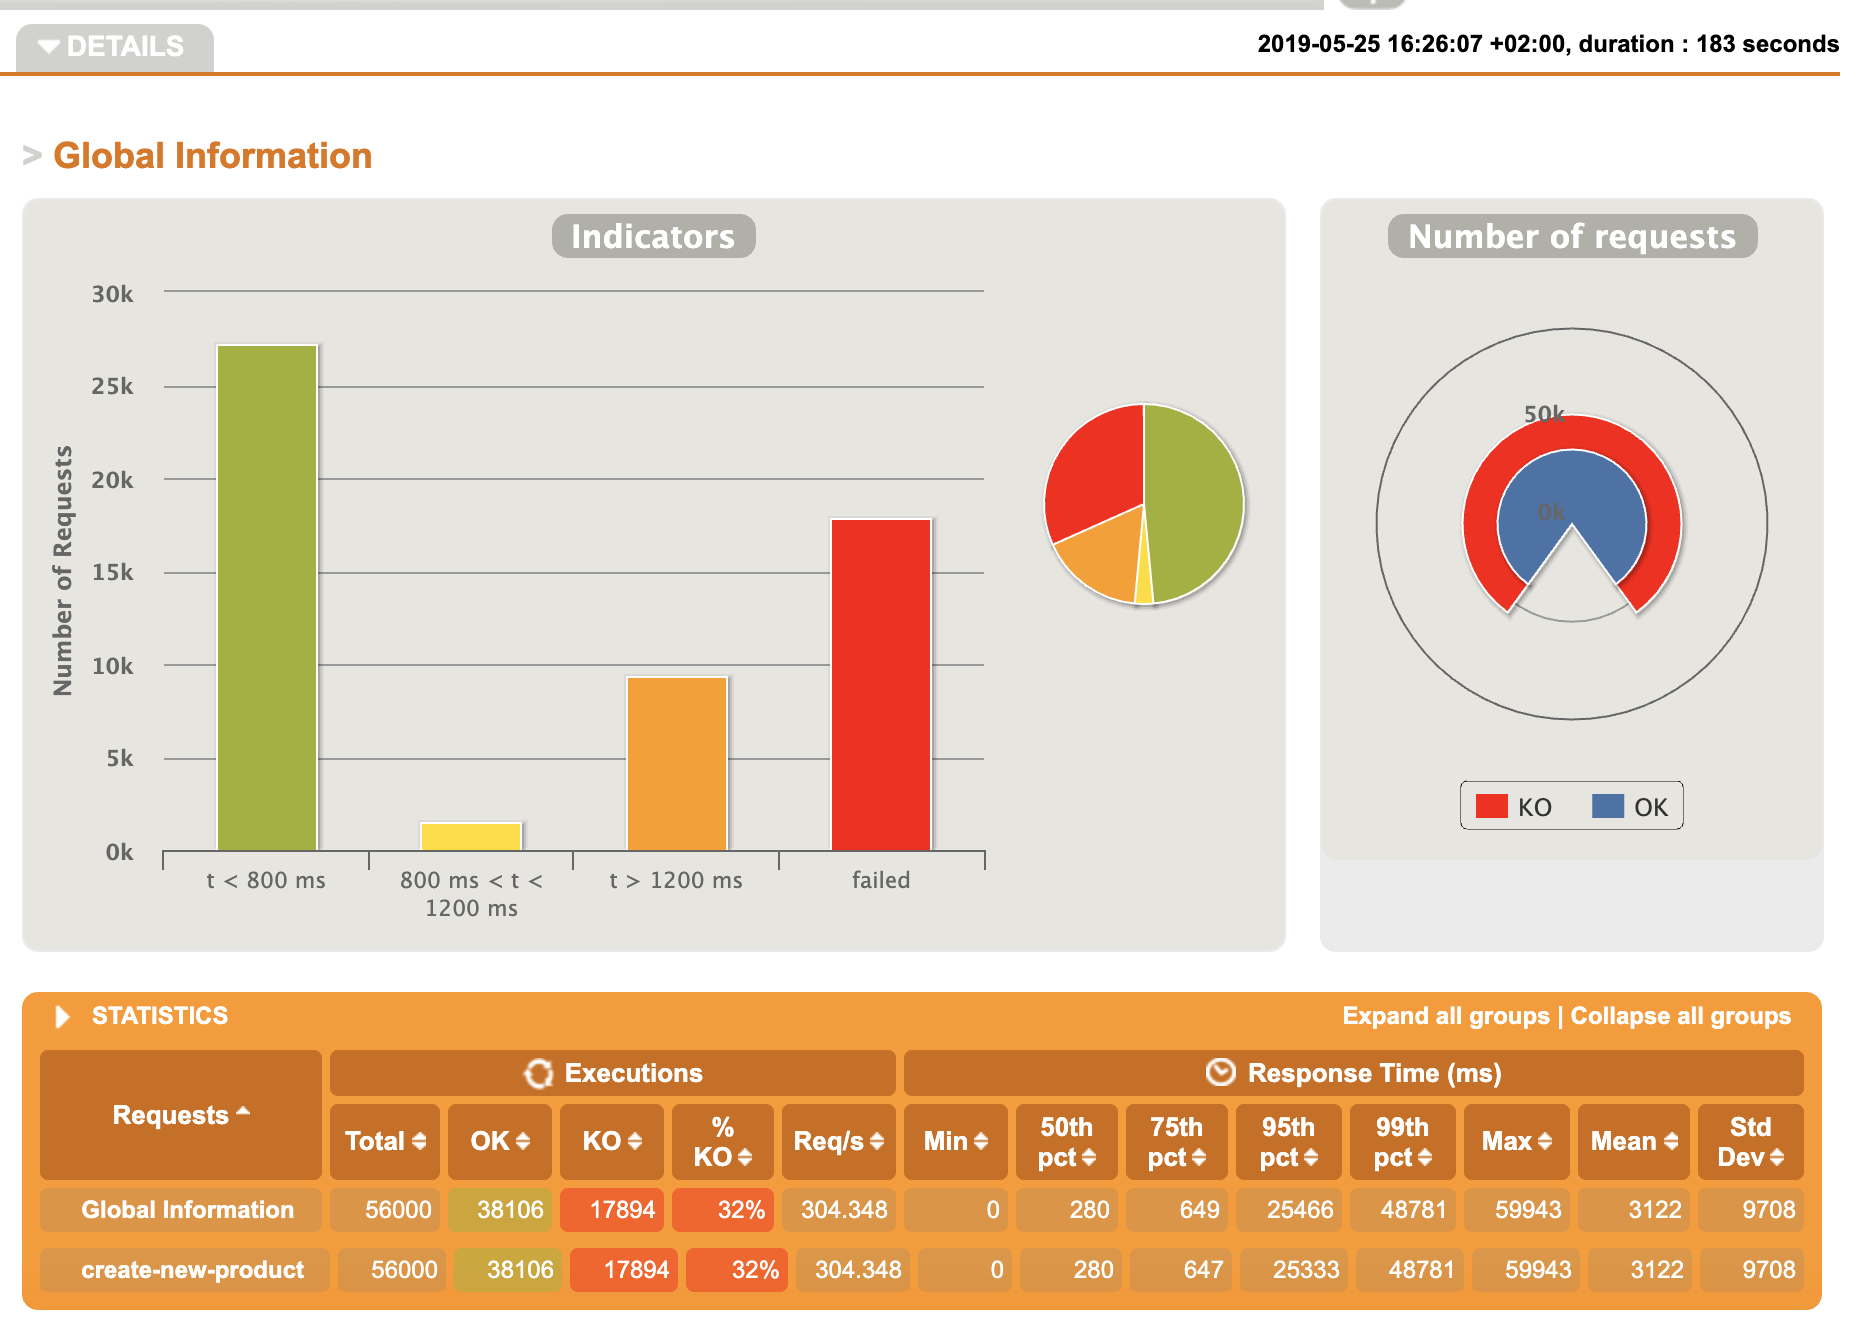 DETAILS
2019-05-25 16:26:07 +02:00, duration : 183 seconds
> Global Information
Indicators
Number of Requests
30k
25k
20k
15k
10k
5k
0k
t < 800 ms
800 ms < t <
1200 ms
t > 1200 ms
failed
Number of requests
50k
0k
KO OK
STATISTICS
Expand all groups | Collapse all groups
Requests
Executions
Response Time (ms)
Total OK KO % KO Req/s Min 50th pct 75th pct 95th pct 99th pct Max Mean Std Dev
Global Information 56000 38106 17894 32% 304.348 0 280 649 25466 48781 59943 3122 9708
create-new-product 56000 38106 17894 32% 304.348 0 280 647 25333 48781 59943 3122 9708